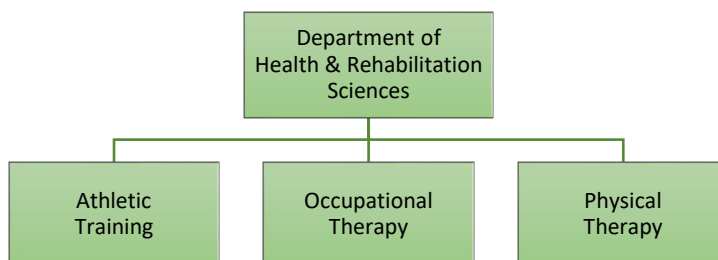 Department of
Health & Rehabilitation
Sciences
Athletic
Training
Occupational
Therapy
Physical
Therapy